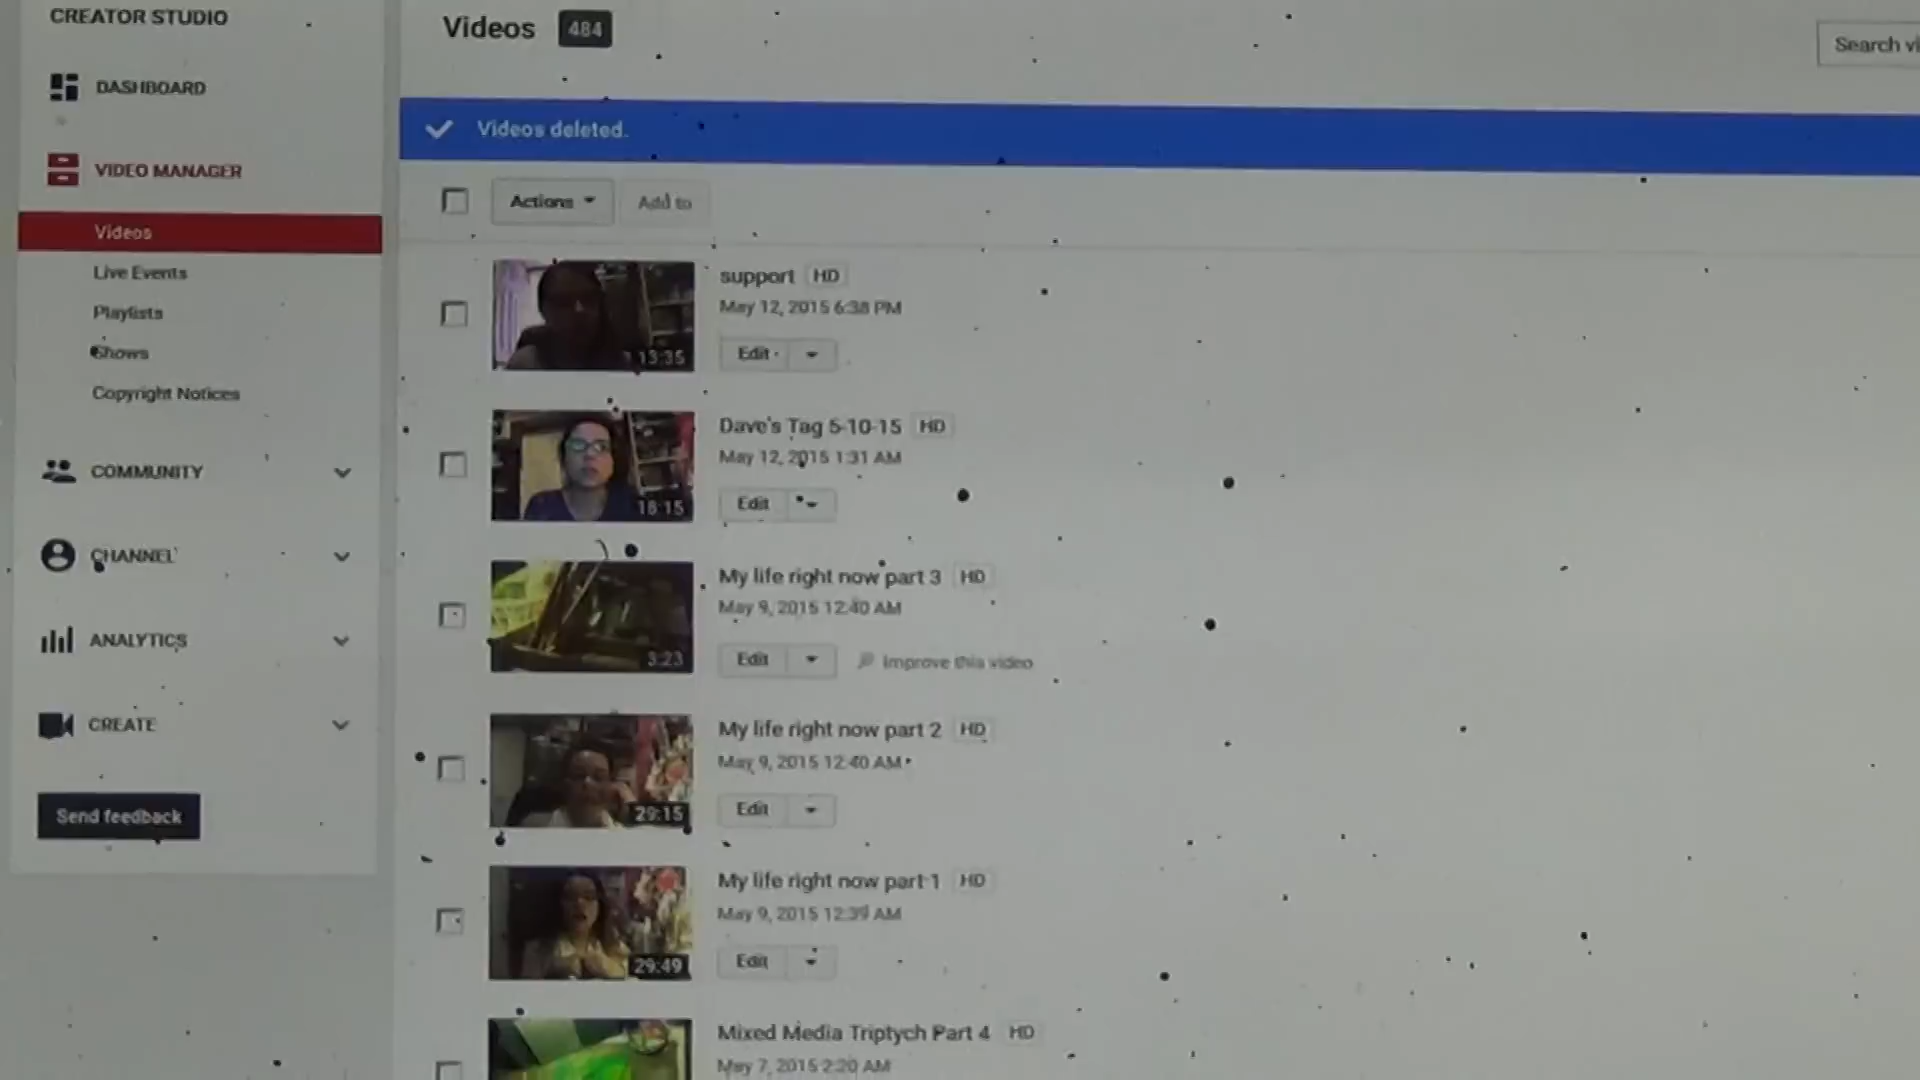 CREATOR STUDIO
DASHBOARD
VIDEO MANAGER
Videos
Live Events
Playlists
Shows
Copyright Notices
COMMUNITY
CHANNEL
ANALYTICS
CREATE
Send feedback
Videos 484
Search vi
Videos deleted.
Actions Add to
support HD
May 12, 2015 6:38 PM
13:35
Edit
Dave's Tag 5-10-15 HD
May 12, 2015 1:31 AM
18:15
Edit
My life right now part 3 HD
May 9, 2015 12:40 AM
3:23
Edit Improve this video
My life right now part 2 HD
May 9, 2015 12:40 AM
29:15
Edit
My life right now part 1 HD
May 9, 2015 12:39 AM
29:49
Edit
Mixed Media Triptych Part 4 HD
May 7, 2015 2:20 AM